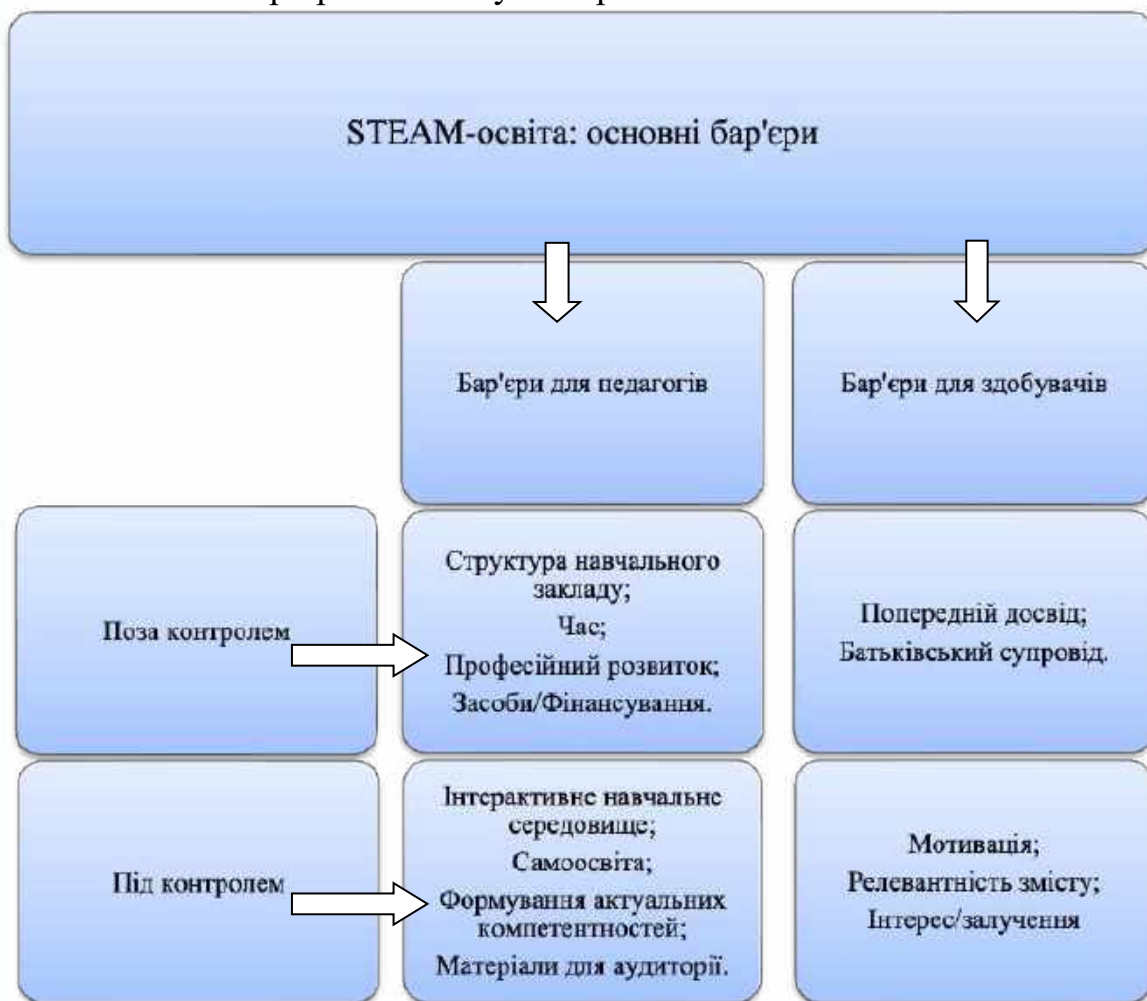 STEAM-освіта: основні бар'єри
Бар'єри для педагогів
Бар'єри для здобувачів
Поза контролем
Структура навчального
закладу;
Час;
Професійний розвиток;
Засоби/Фінансування.
Попередній досвід;
Батьківський супровід.
Під контролем
Інтерактивне навчальне
середовище;
Самоосвіта;
Формування актуальних
компетентностей;
Матеріали для аудиторії.
Мотивація;
Релевантність змісту;
Інтерес/залучення